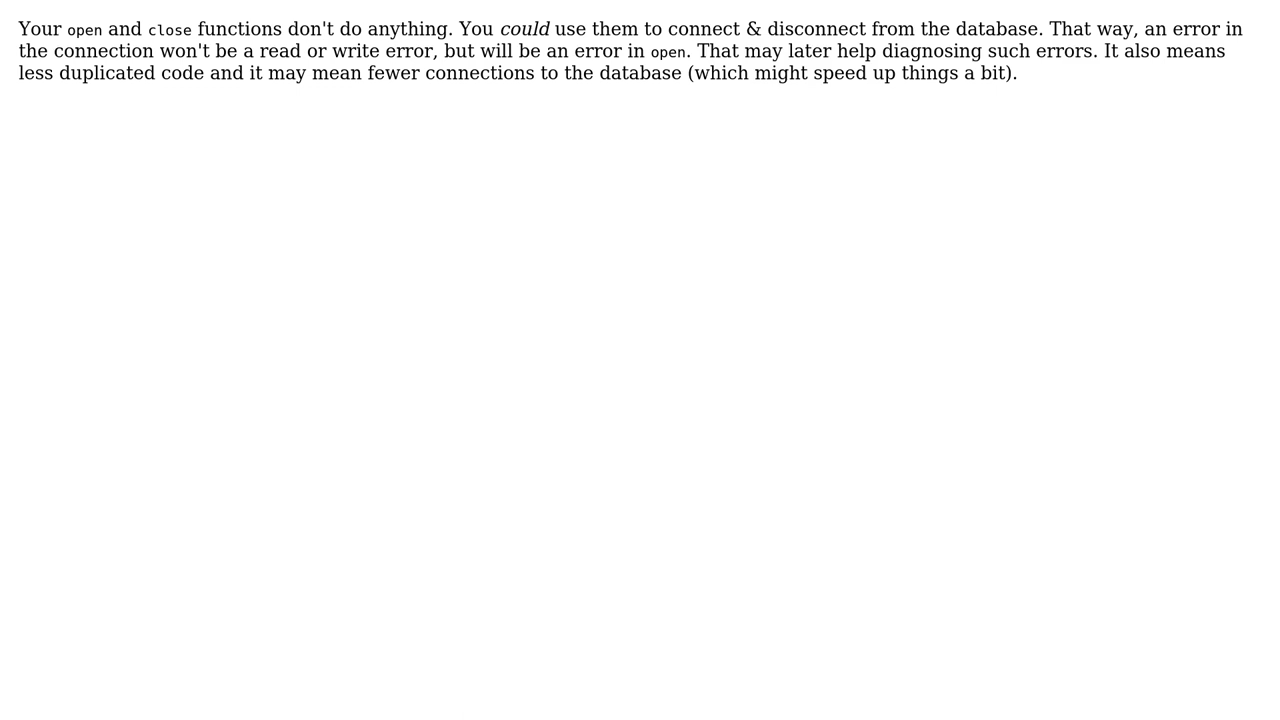 Your open and close functions don't do anything. You could use them to connect & disconnect from the database. That way, an error in
the connection won't be a read or write error, but will be an error in open. That may later help diagnosing such errors. It also means
less duplicated code and it may mean fewer connections to the database (which might speed up things a bit).